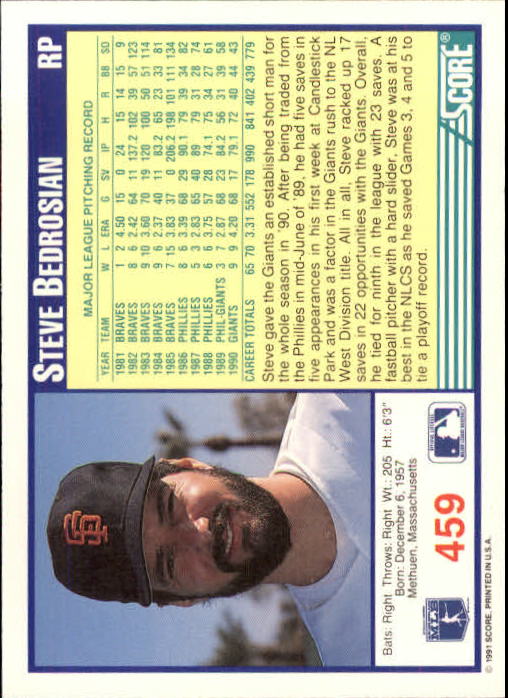 STEVE BEDROSIAN RP
MAJOR LEAGUE PITCHING RECORD
YEAR TEAM W L ERA G SV IP H R BB SO
1981 BRAVES 1 2 4.50 15 0 24 15 14 15 9
1982 BRAVES 8 6 2.42 64 11 137.2 102 39 57 123
1983 BRAVES 9 10 3.60 70 19 120 100 50 51 114
1984 BRAVES 9 6 2.37 40 11 83.2 65 23 33 81
1985 BRAVES 7 15 3.83 37 0 206.2 198 101 111 134
1986 PHILLIES 8 6 3.39 68 29 90.1 79 39 34 82
1987 PHILLIES 5 3 2.83 65 40 89 79 31 28 74
1988 PHILLIES 6 6 3.75 57 28 74.1 75 34 27 61
1989 PHIL-GIANTS 3 7 2.87 68 23 84.2 56 31 39 58
1990 GIANTS 9 9 4.20 68 17 79.1 72 40 44 43
CAREER TOTALS 65 70 3.31 552 178 990 841 402 439 779
Steve gave the Giants an established short man for
the whole season in '90. After being traded from
the Phillies in mid-June of '89, he had five saves in
five appearances in his first week at Candlestick
Park and was a factor in the Giants rush to the NL
West Division title. All in all, Steve racked up 17
saves in 22 opportunities with the Giants. Overall,
he tied for ninth in the league with 23 saves. A
fastball pitcher with a hard slider, Steve was at his
best in the NLCS as he saved Games 3, 4 and 5 to
tie a playoff record.
SCORE®
SF
Bats: Right Throws: Right Wt.: 205 Ht.: 6'3"
Born: December 6, 1957
Methuen, Massachusetts
459
MLB
© 1991 SCORE, PRINTED IN U.S.A.